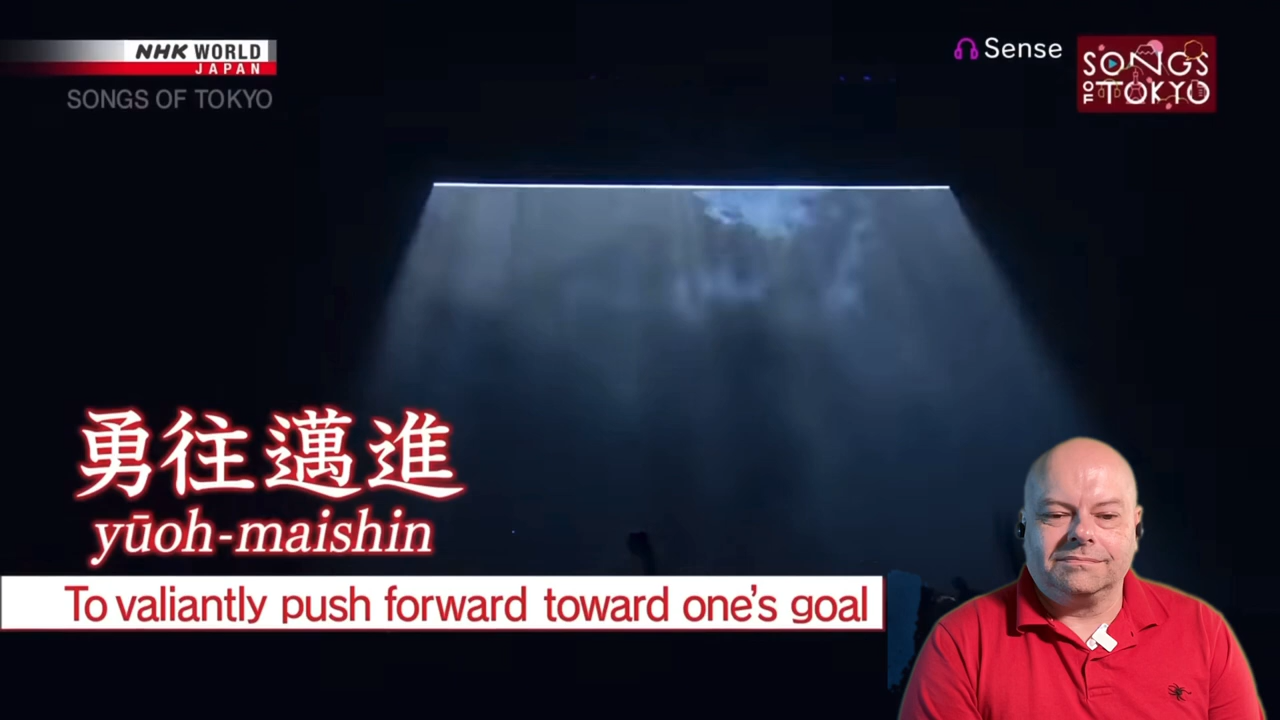 NHK WORLD
JAPAN
SONGS OF TOKYO
Sense
SONGS
OF TOKYO
勇往邁進
yūoh-maishin
To valiantly push forward toward one's goal